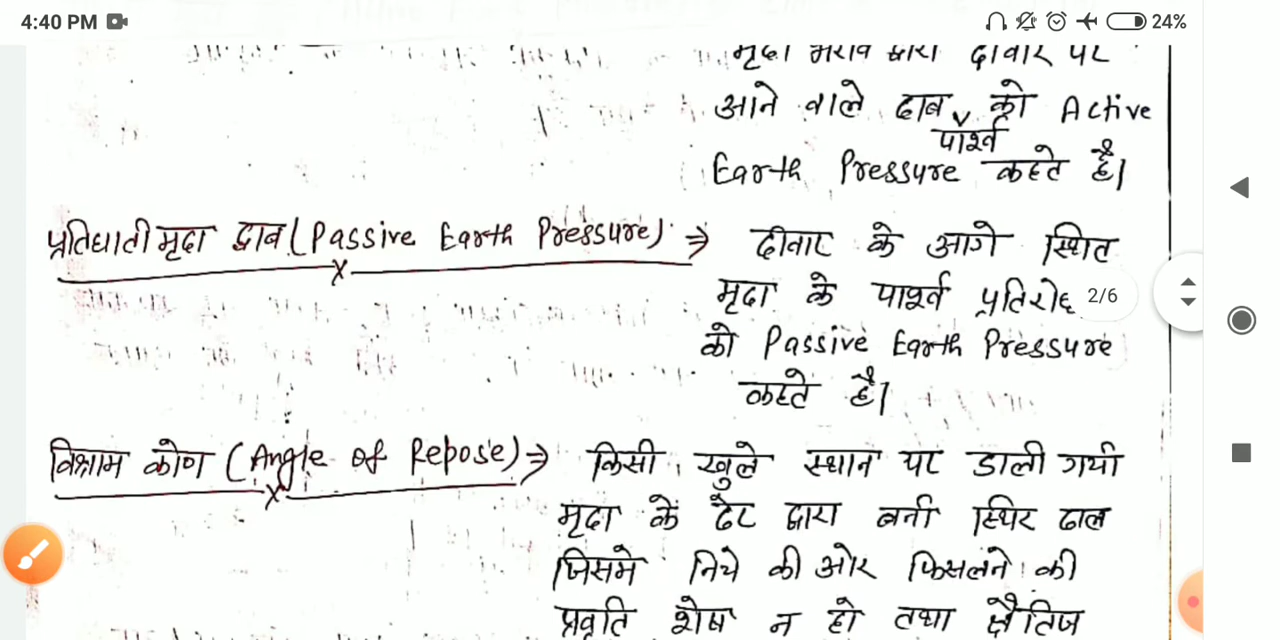 4:40 PM
24%
मृदा भराव द्वारा दीवार पर
आने वाले दाब को Active
पार्श्व
Earth Pressure कहते है।
प्रतिघाती मृदा दाब (Passive Earth Pressure) ⇒ दीवार के आगे स्थित
मृदा के पार्श्व प्रतिरोध
2/6
को Passive Earth Pressure
कहते है।
विश्राम कोण (Angle of Repose) ⇒ किसी खुले स्थान पर डाली गयी
मृदा के ढेर द्वारा बनी स्थिर ढाल
जिसमे निचे की ओर फिसलने की
प्रवृति शेष न हो तथा क्षैतिज